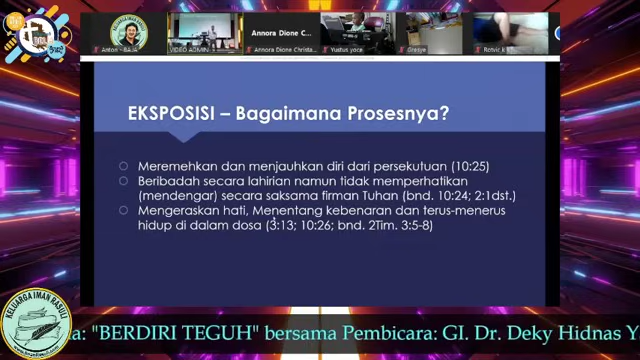 Annora Dione C...
Anton - BAJA
VIDEO ADMIN
Annora Dione Christa...
Yustus yoce
Gresye
EKSPOSISI – Bagaimana Prosesnya?
Meremehkan dan menjauhkan diri dari persekutuan (10:25)
Beribadah secara lahirian namun tidak memperhatikan
(mendengar) secara saksama firman Tuhan (bnd. 10:24; 2:1dst.)
Mengeraskan hati, Menentang kebenaran dan terus-menerus
hidup di dalam dosa (3:13; 10:26; bnd. 2Tim. 3:5-8)
KELUARGA IMAN RASULI
a: "BERDIRI TEGUH" bersama Pembicara: GI. Dr. Deky Hidnas Y